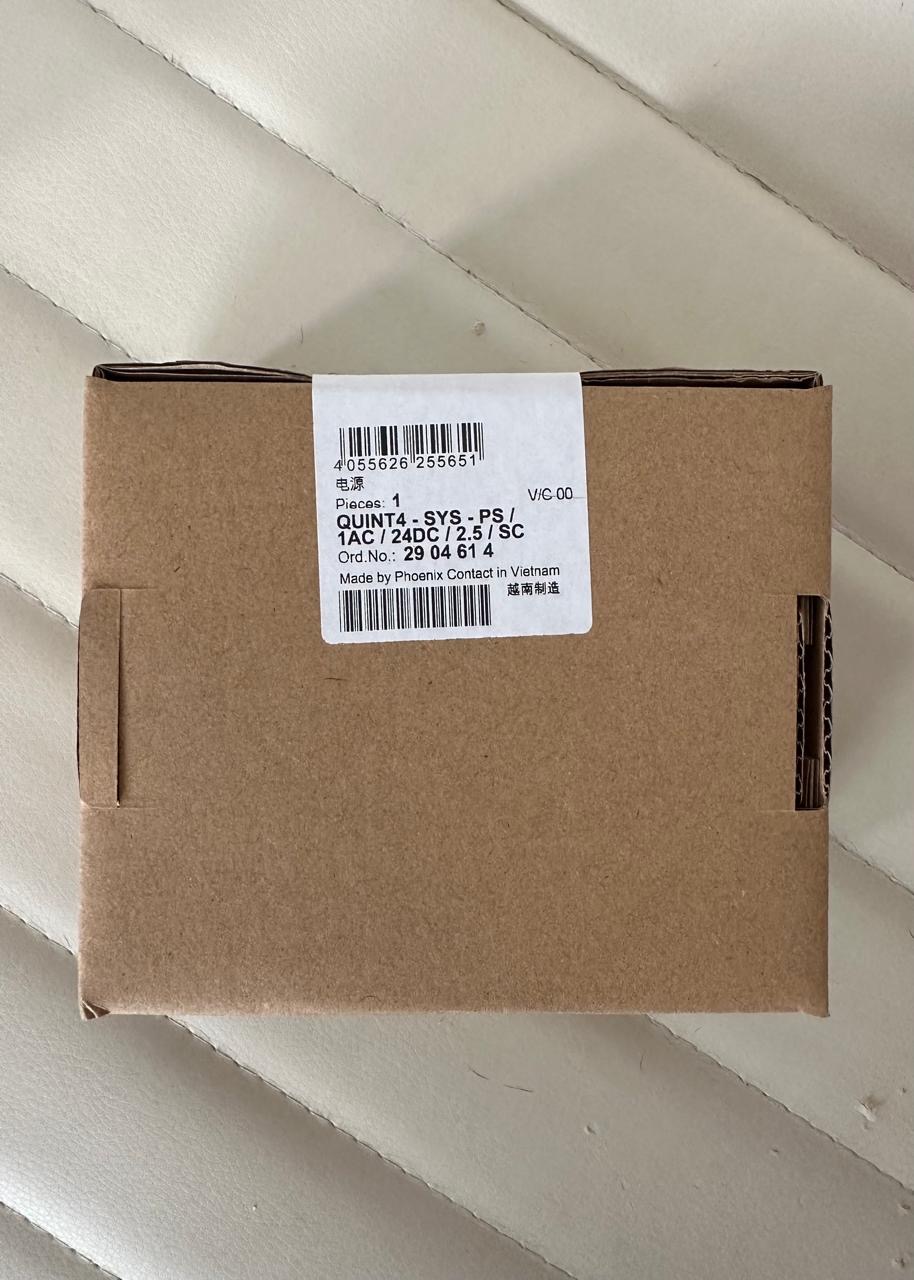 4 055626 255651
电源
Pieces: 1
V/C 00
QUINT4 - SYS - PS /
1AC / 24DC / 2.5 / SC
Ord.No.: 29 04 61 4
Made by Phoenix Contact in Vietnam
越南制造